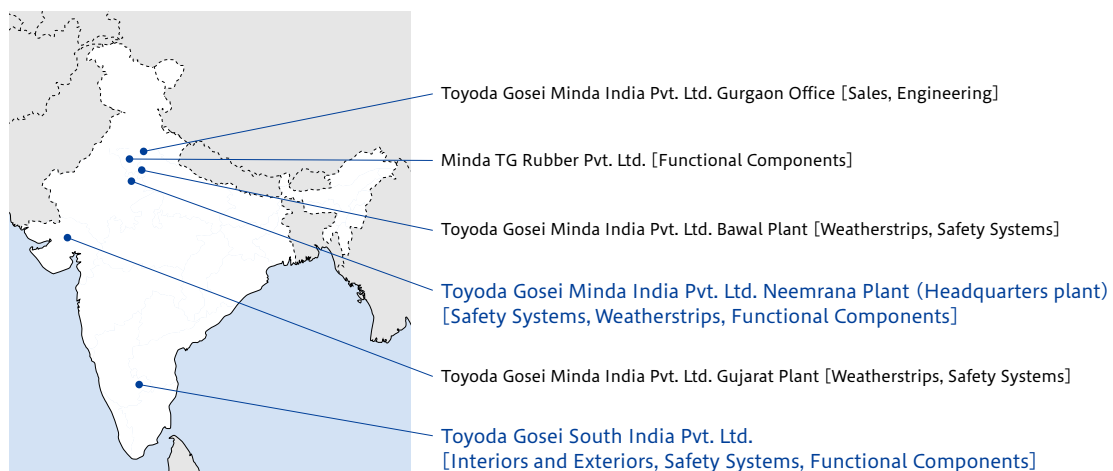 Toyoda Gosei Minda India Pvt. Ltd. Gurgaon Office [Sales, Engineering]
Minda TG Rubber Pvt. Ltd. [Functional Components]
Toyoda Gosei Minda India Pvt. Ltd. Bawal Plant [Weatherstrips, Safety Systems]
Toyoda Gosei Minda India Pvt. Ltd. Neemrana Plant (Headquarters plant)
[Safety Systems, Weatherstrips, Functional Components]
Toyoda Gosei Minda India Pvt. Ltd. Gujarat Plant [Weatherstrips, Safety Systems]
Toyoda Gosei South India Pvt. Ltd.
[Interiors and Exteriors, Safety Systems, Functional Components]